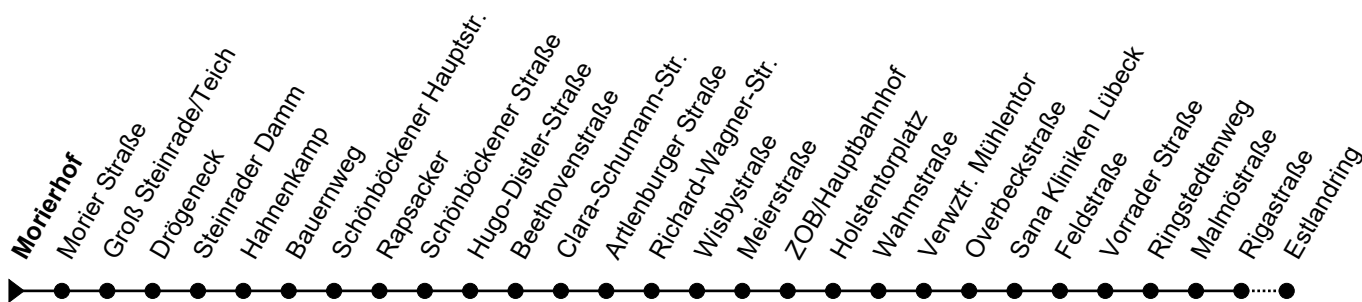 Morierhof
Morier Straße
Groß Steinrade/Teich
Drögeneck
Steinrader Damm
Hahnenkamp
Bauernweg
Schönböckener Hauptstr.
Rapsacker
Schönböckener Straße
Hugo-Distler-Straße
Beethovenstraße
Clara-Schumann-Str.
Artlenburger Straße
Richard-Wagner-Str.
Wisbystraße
Meierstraße
ZOB/Hauptbahnhof
Holstentorplatz
Wahmstraße
Verwztr. Mühlentor
Overbeckstraße
Sana Kliniken Lübeck
Feldstraße
Vorrader Straße
Ringstedtenweg
Malmöstraße
Rigastraße
Estlandring